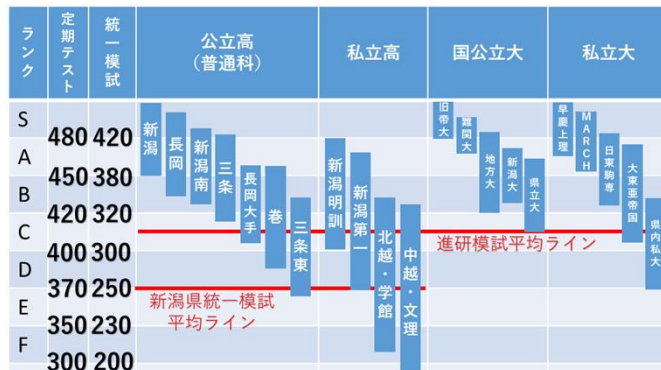 ランク
定期テスト
統一模試
公立高
（普通科）
私立高
国公立大
私立大
S
A
B
C
D
E
F
480 420
450 380
420 320
400 300
370 250
350 230
300 200
新潟
長岡
新潟南
三条
長岡大手
巻
三条東
新潟明訓
新潟第一
北越・学館
中越・文理
旧帝大
難関大
地方大
新潟大
県立大
早慶上理
MARCH
日東駒専
大東亜帝国
県内私大
進研模試平均ライン
新潟県統一模試
平均ライン